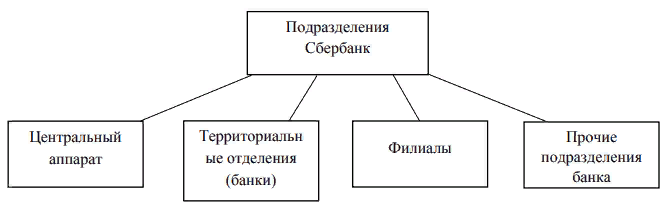 Подразделения
Сбербанк
Центральный
аппарат
Территориальн
ые отделения
(банки)
Филиалы
Прочие
подразделения
банка